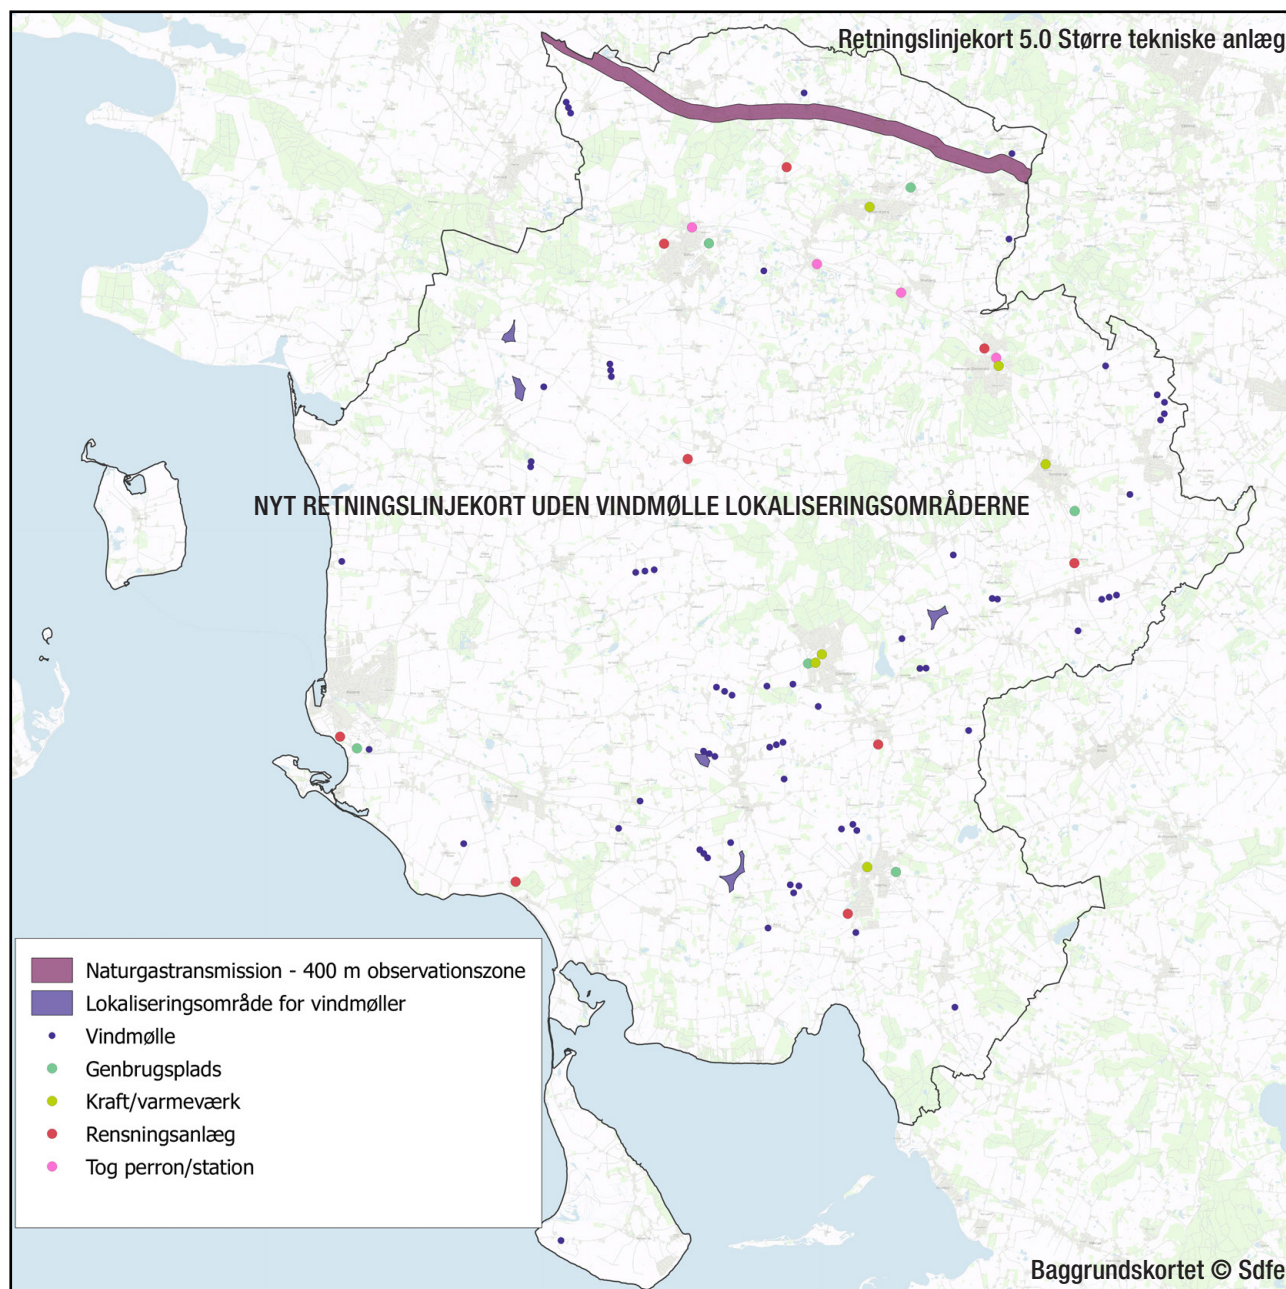 Retningslinjekort 5.0 Større tekniske anlæg
NYT RETNINGSLINJEKORT UDEN VINDMØLLE LOKALISERINGSOMRÅDERNE
Naturgastransmission - 400 m observationszone
Lokaliseringsområde for vindmøller
Vindmølle
Genbrugsplads
Kraft/varmeværk
Rensningsanlæg
Tog perron/station
Baggrundskortet © Sdfe